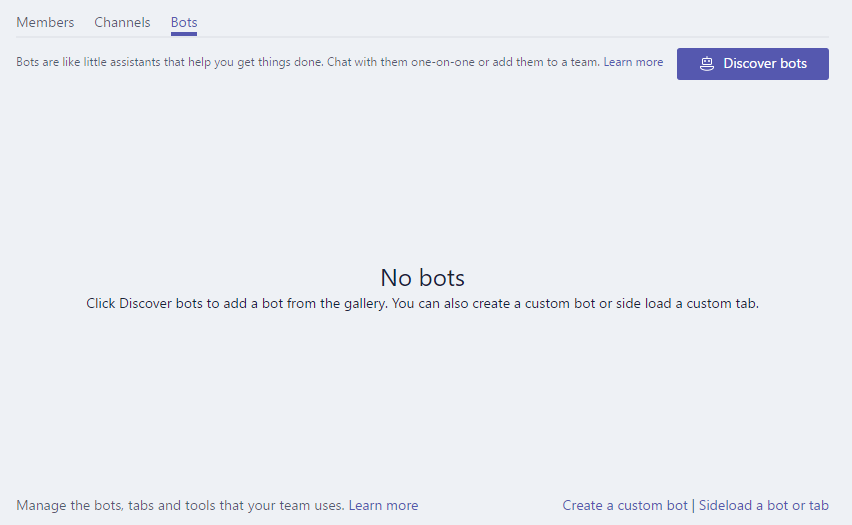 Members Channels Bots
Bots are like little assistants that help you get things done. Chat with them one-on-one or add them to a team. Learn more
Discover bots
No bots
Click Discover bots to add a bot from the gallery. You can also create a custom bot or side load a custom tab.
Manage the bots, tabs and tools that your team uses. Learn more
Create a custom bot | Sideload a bot or tab